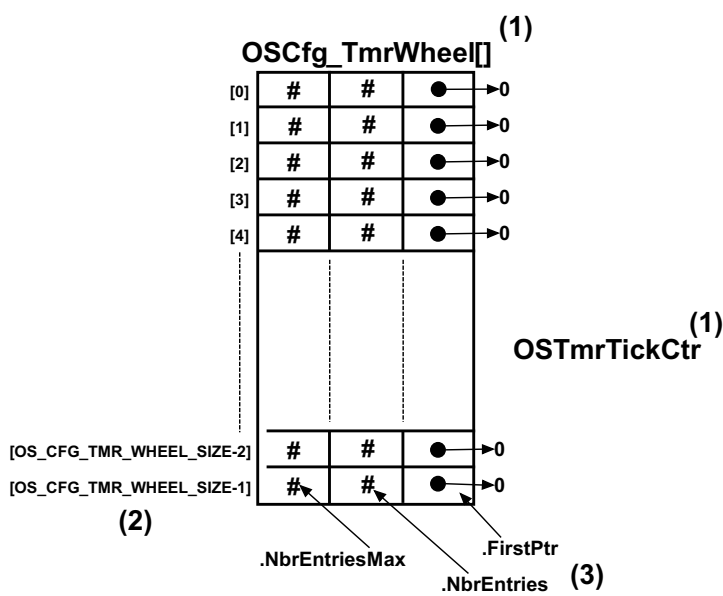 (1)
OSCfg_TmrWheel[]
[0] # # 0
[1] # # 0
[2] # # 0
[3] # # 0
[4] # # 0
(1)
OSTmrTickCtr
[OS_CFG_TMR_WHEEL_SIZE-2] # # 0
[OS_CFG_TMR_WHEEL_SIZE-1] # # 0
(2)
.FirstPtr
.NbrEntriesMax
.NbrEntries (3)